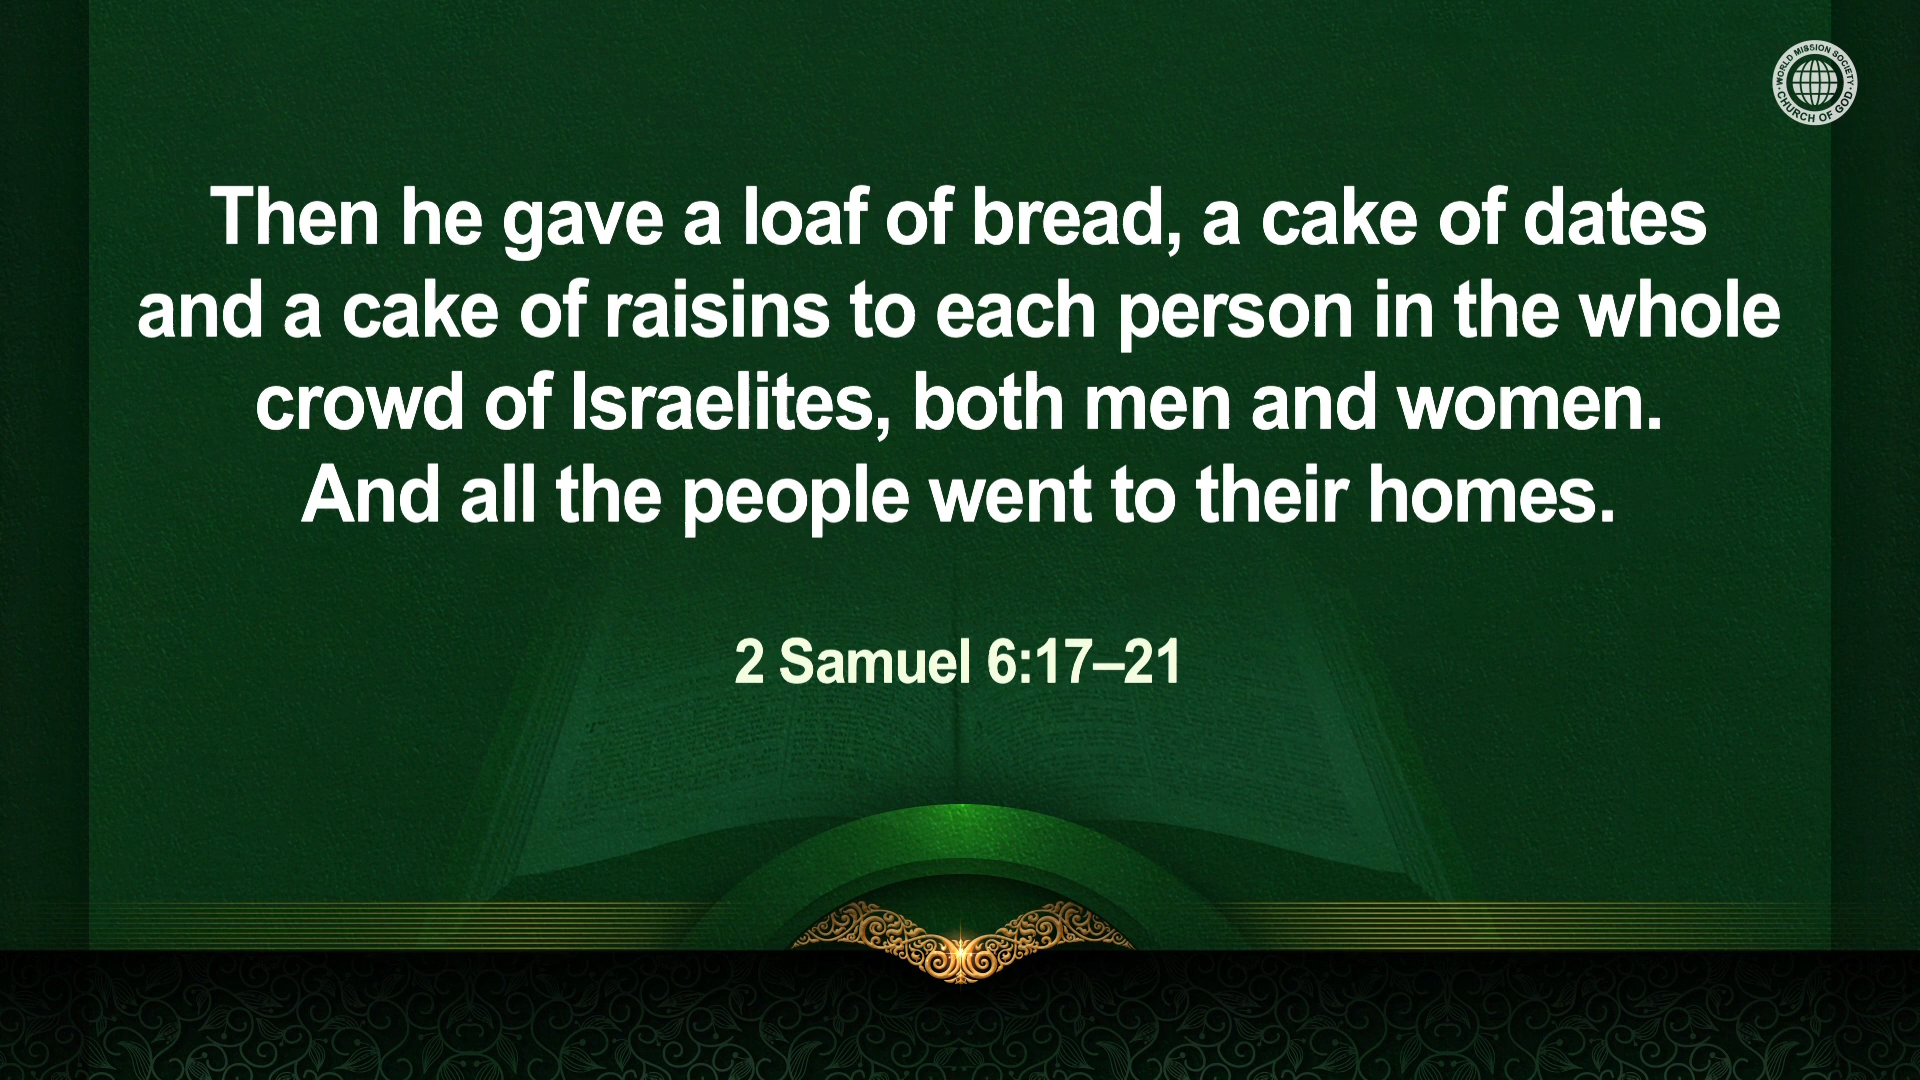 WORLD MISSION SOCIETY
CHURCH OF GOD
Then he gave a loaf of bread, a cake of dates
and a cake of raisins to each person in the whole
crowd of Israelites, both men and women.
And all the people went to their homes.
2 Samuel 6:17–21